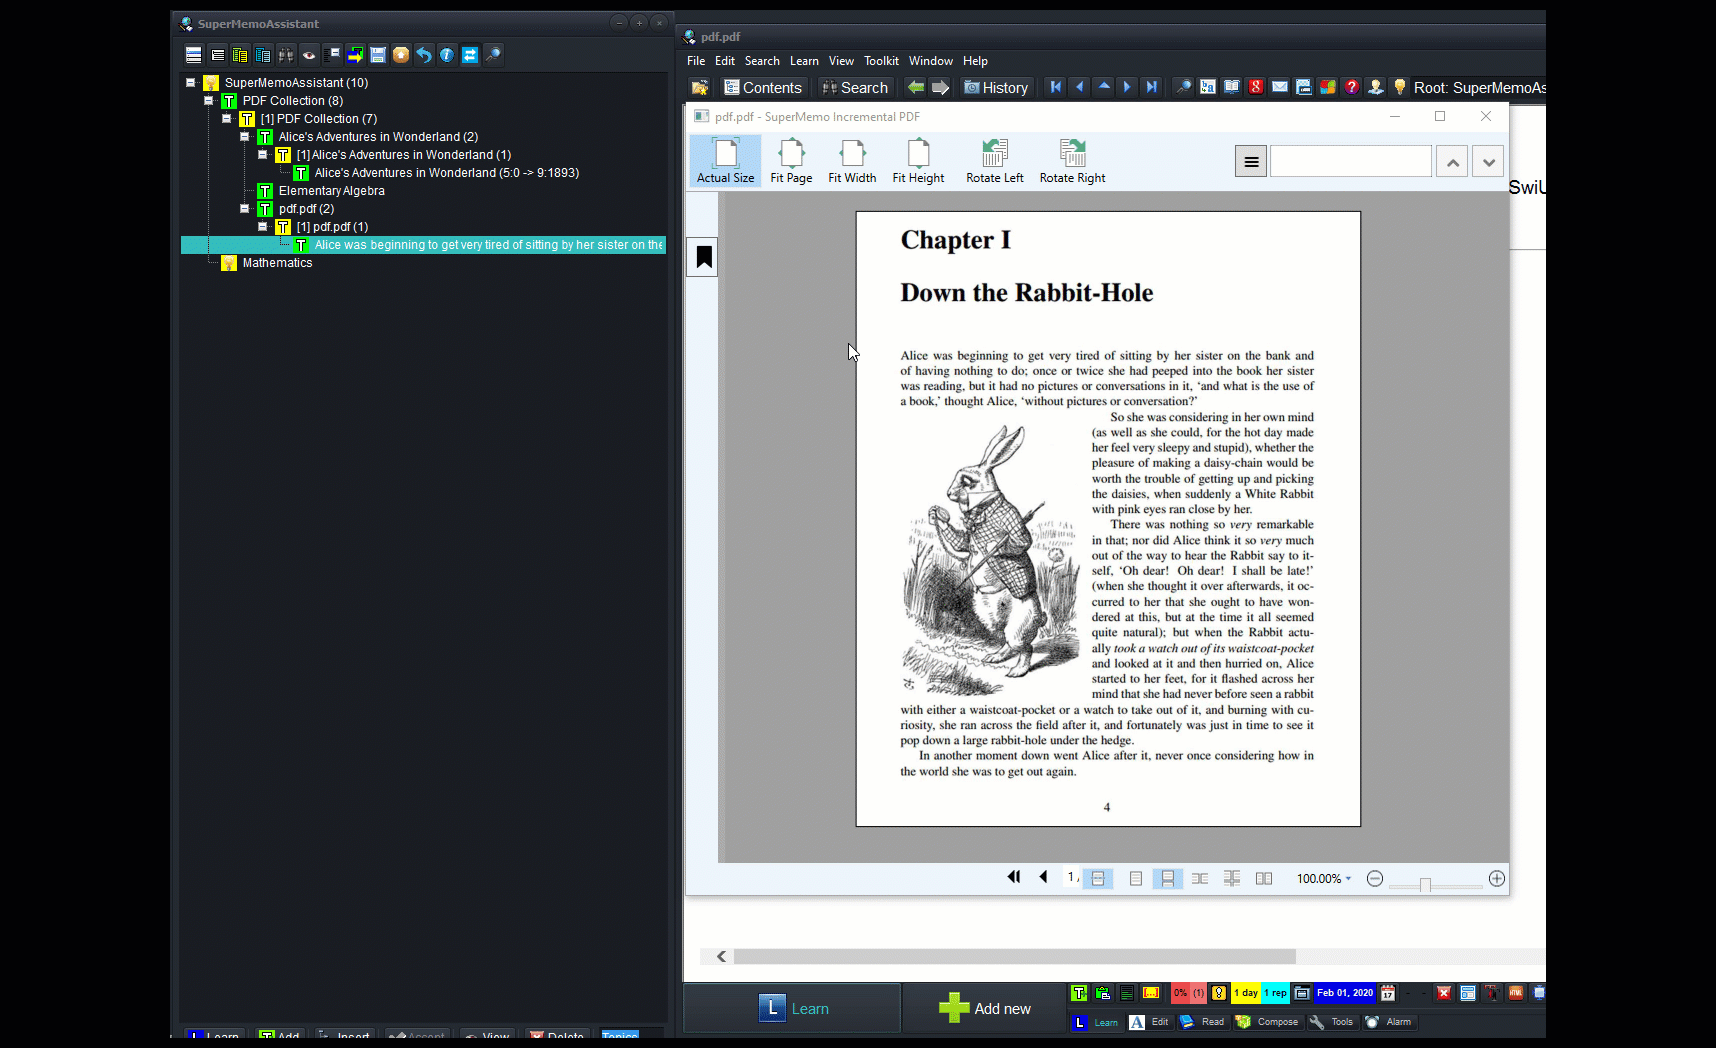 SuperMemoAssistant
SuperMemoAssistant (10)
PDF Collection (8)
[1] PDF Collection (7)
Alice's Adventures in Wonderland (2)
[1] Alice's Adventures in Wonderland (1)
Alice's Adventures in Wonderland (5:0 -> 9:1893)
Elementary Algebra
pdf.pdf (2)
[1] pdf.pdf (1)
Alice was beginning to get very tired of sitting by her sister on the
Mathematics
Learn Add Insert Accept View Delete Topics
pdf.pdf
File Edit Search Learn View Toolkit Window Help
Contents Search History Root: SuperMemoAs
pdf.pdf - SuperMemo Incremental PDF
Actual Size Fit Page Fit Width Fit Height Rotate Left Rotate Right
SwiU
Chapter I
Down the Rabbit-Hole
Alice was beginning to get very tired of sitting by her sister on the bank and
of having nothing to do; once or twice she had peeped into the book her sister
was reading, but it had no pictures or conversations in it, ‘and what is the use of
a book,’ thought Alice, ‘without pictures or conversation?’
So she was considering in her own mind
(as well as she could, for the hot day made
her feel very sleepy and stupid), whether the
pleasure of making a daisy-chain would be
worth the trouble of getting up and picking
the daisies, when suddenly a White Rabbit
with pink eyes ran close by her.
There was nothing so very remarkable
in that; nor did Alice think it so very much
out of the way to hear the Rabbit say to it-
self, ‘Oh dear! Oh dear! I shall be late!’
(when she thought it over afterwards, it oc-
curred to her that she ought to have won-
dered at this, but at the time it all seemed
quite natural); but when the Rabbit actu-
ally took a watch out of its waistcoat-pocket
and looked at it and then hurried on, Alice
started to her feet, for it flashed across her
mind that she had never before seen a rabbit
with either a waistcoat-pocket or a watch to take out of it, and burning with cu-
riosity, she ran across the field after it, and fortunately was just in time to see it
pop down a large rabbit-hole under the hedge.
In another moment down went Alice after it, never once considering how in
the world she was to get out again.
4
1 /
100.00%
L Learn
Add new
0% (1) 1 day 1 rep Feb 01, 2020 17
L Learn A Edit Read Compose Tools Alarm